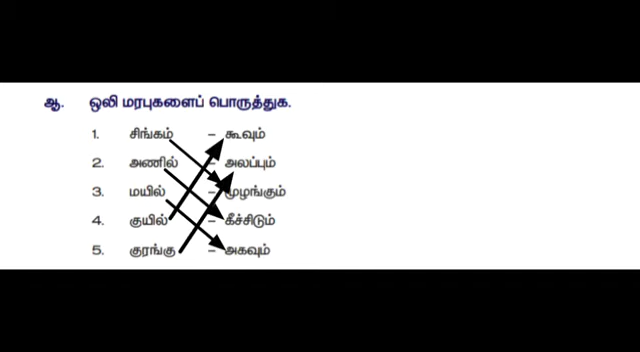 ஆ. ஒலி மரபுகளைப் பொருத்துக.
1. சிங்கம் – கூவும்
2. அணில் – அலப்பும்
3. மயில் – முழங்கும்
4. குயில் – கீச்சிடும்
5. குரங்கு – அகவும்